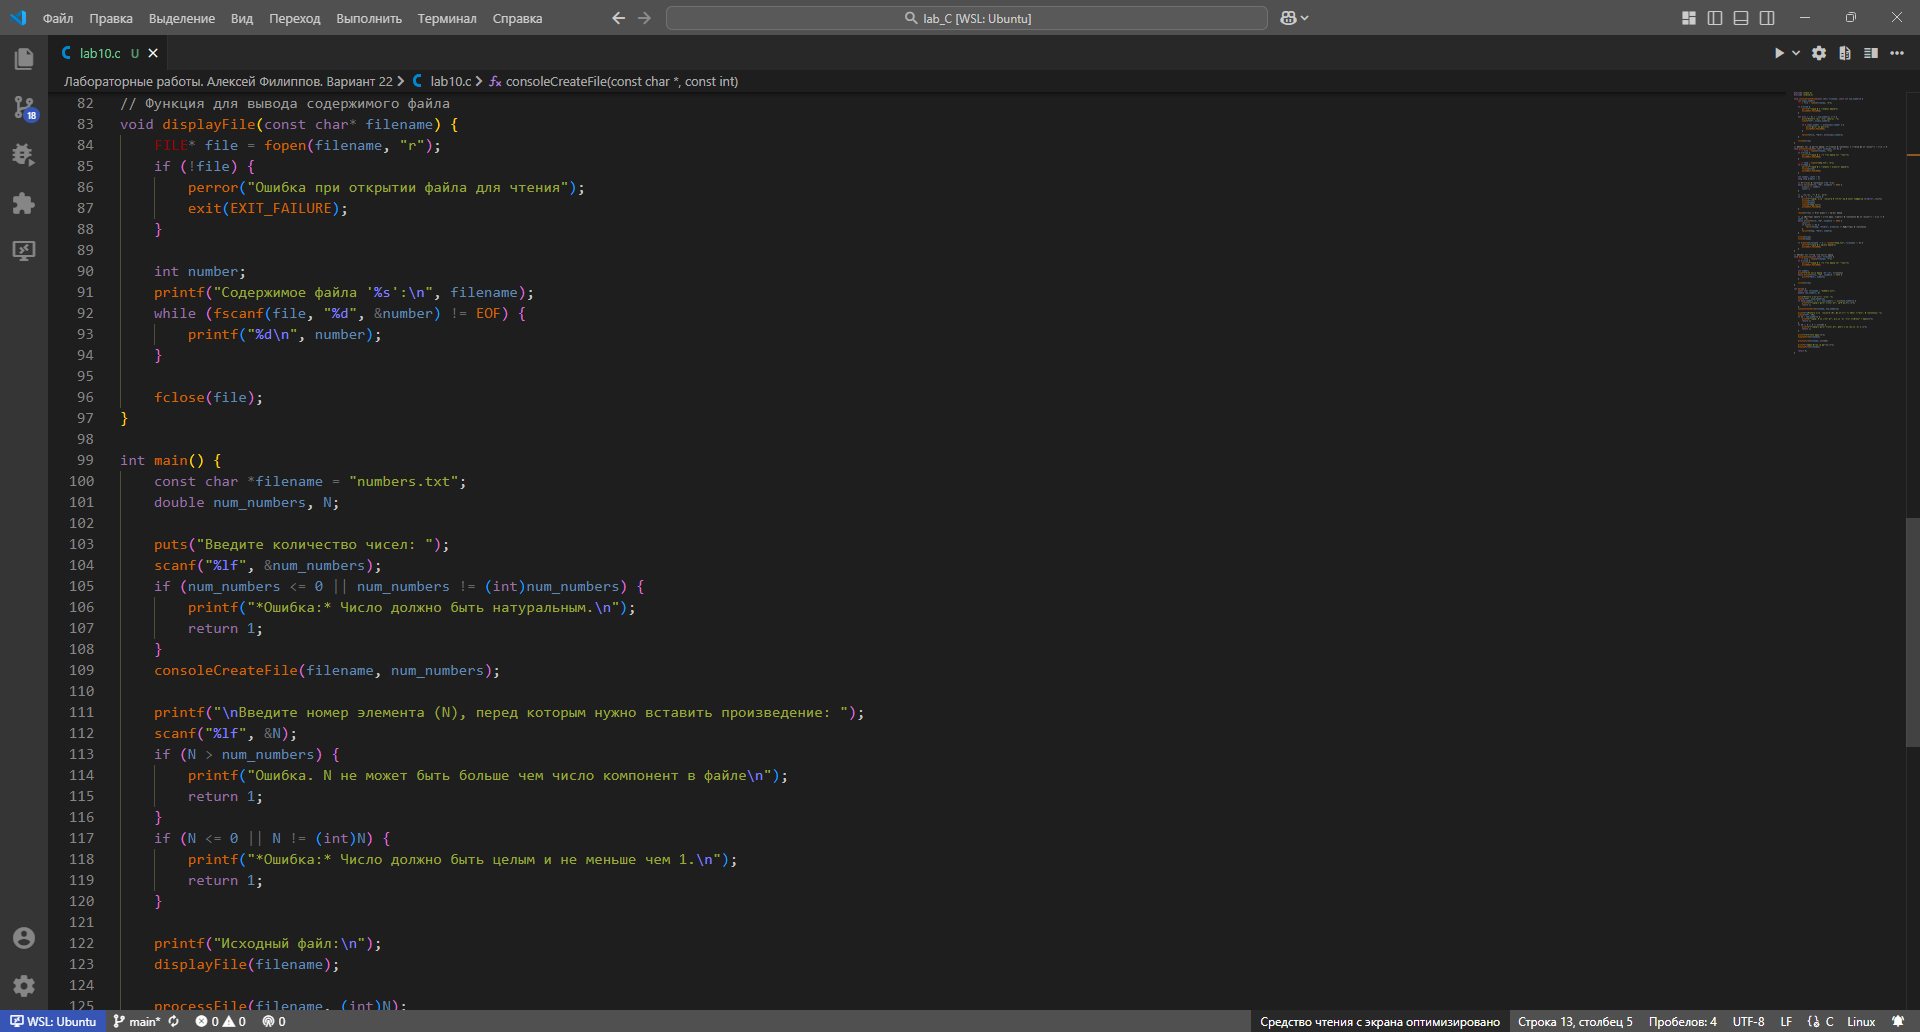 Файл Правка Выделение Вид Переход Выполнить Терминал Справка
lab_C [WSL: Ubuntu]
lab10.c U
Лабораторные работы. Алексей Филиппов. Вариант 22 > lab10.c > consoleCreateFile(const char *, const int)
18
82 // Функция для вывода содержимого файла
83 void displayFile(const char* filename) {
84 FILE* file = fopen(filename, "r");
85 if (!file) {
86 perror("Ошибка при открытии файла для чтения");
87 exit(EXIT_FAILURE);
88 }
89
90 int number;
91 printf("Содержимое файла '%s':\n", filename);
92 while (fscanf(file, "%d", &number) != EOF) {
93 printf("%d\n", number);
94 }
95
96 fclose(file);
97 }
98
99 int main() {
100 const char *filename = "numbers.txt";
101 double num_numbers, N;
102
103 puts("Введите количество чисел: ");
104 scanf("%lf", &num_numbers);
105 if (num_numbers <= 0 || num_numbers != (int)num_numbers) {
106 printf("*Ошибка:* Число должно быть натуральным.\n");
107 return 1;
108 }
109 consoleCreateFile(filename, num_numbers);
110
111 printf("\nВведите номер элемента (N), перед которым нужно вставить произведение: ");
112 scanf("%lf", &N);
113 if (N > num_numbers) {
114 printf("Ошибка. N не может быть больше чем число компонент в файле\n");
115 return 1;
116 }
117 if (N <= 0 || N != (int)N) {
118 printf("*Ошибка:* Число должно быть целым и не меньше чем 1.\n");
119 return 1;
120 }
121
122 printf("Исходный файл:\n");
123 displayFile(filename);
124
125 processFile(filename, (int)N);
WSL: Ubuntu main* 0 0 0 Средство чтения с экрана оптимизировано Строка 13, столбец 5 Пробелов: 4 UTF-8 LF {} C Linux